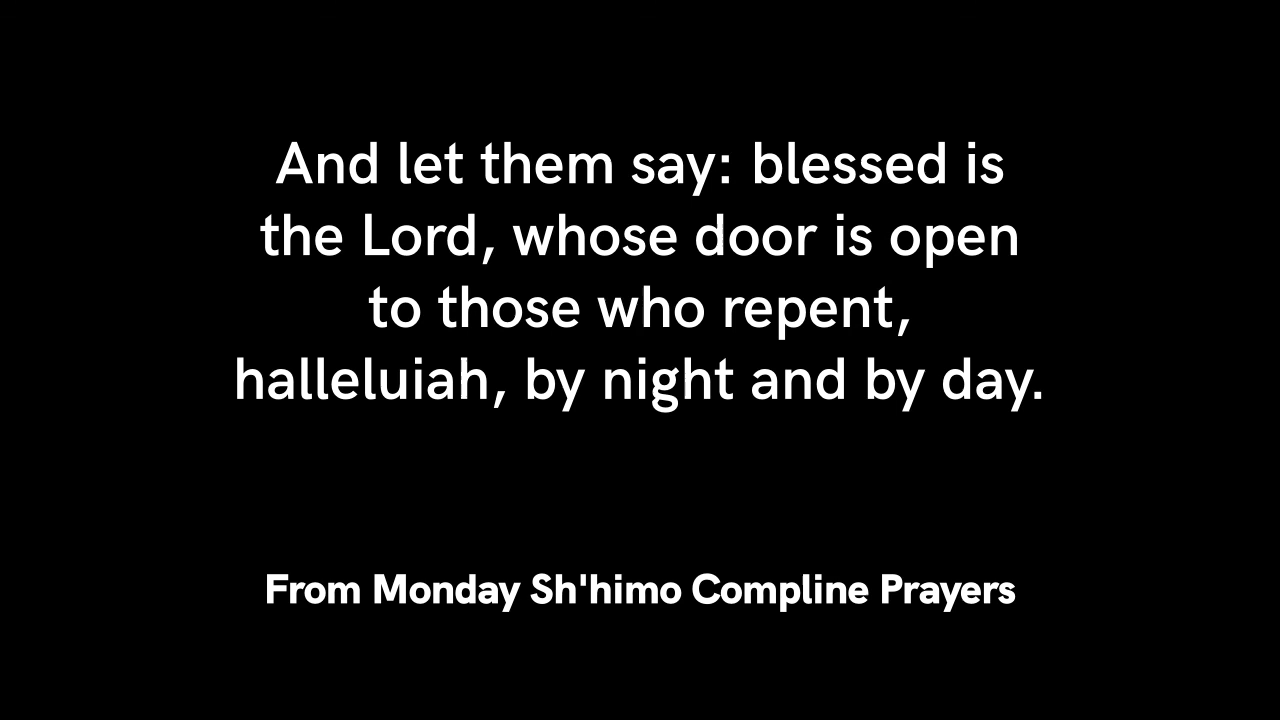 And let them say: blessed is
the Lord, whose door is open
to those who repent,
halleluiah, by night and by day.
From Monday Sh'himo Compline Prayers